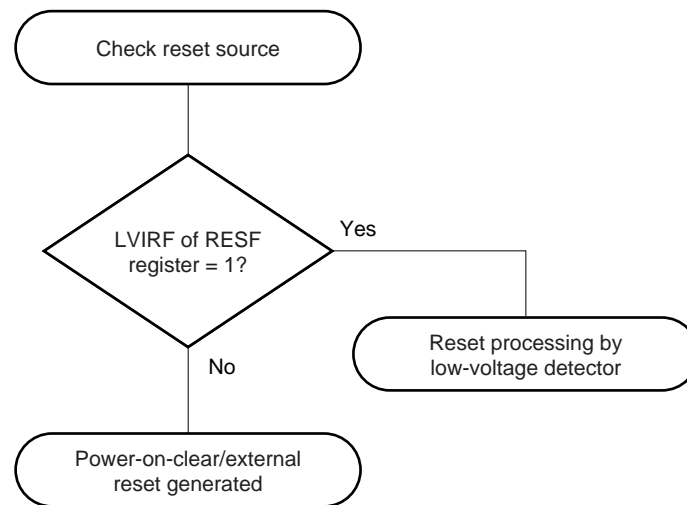 Check reset source
LVIRF of RESF
register = 1?
Yes
Reset processing by
low-voltage detector
No
Power-on-clear/external
reset generated